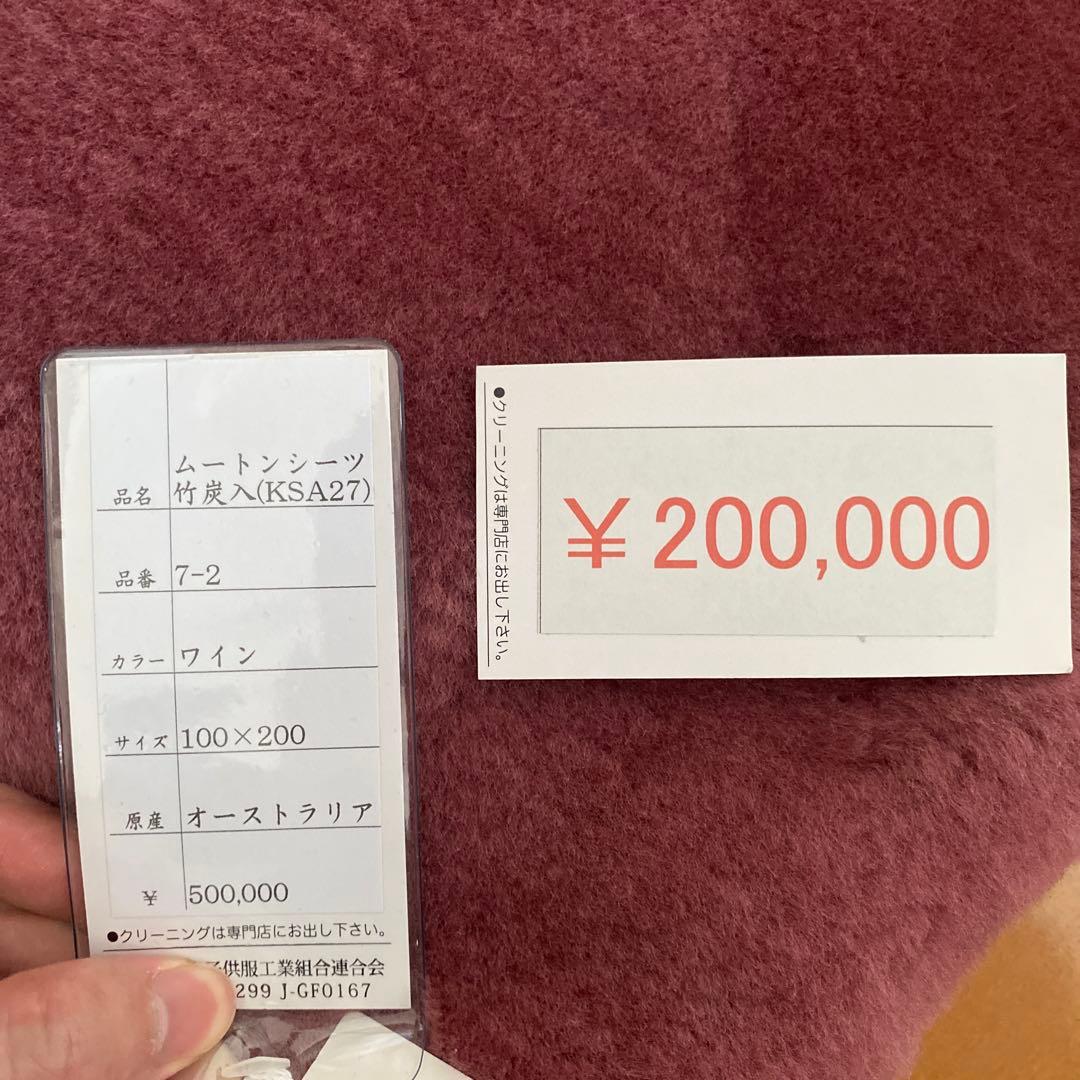 ムートンシーツ
品名 竹炭入(KSA27)
品番 7-2
カラー ワイン
サイズ 100×200
原産 オーストラリア
¥ 500,000
●クリーニングは専門店にお出し下さい。
子供服工業組合連合会
299 J-GF0167
●クリーニングは専門店にお出し下さい。
¥200,000